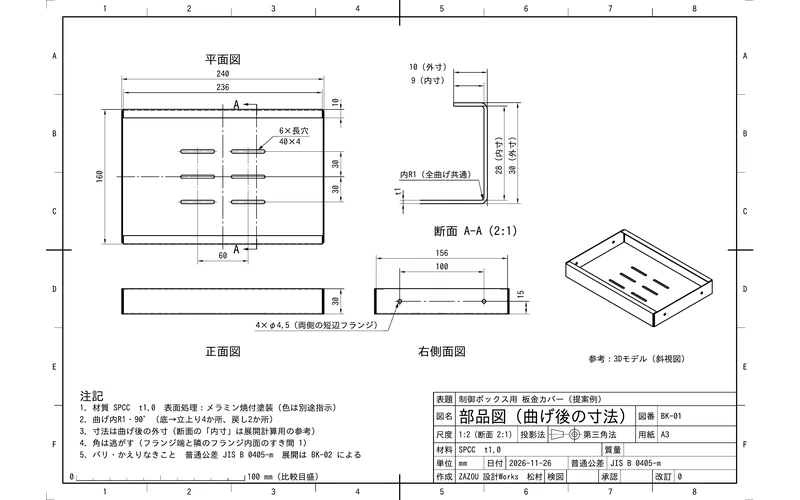 1 2 3 4 5 6 7 8
A A
B B
C C
D D
E E
F F
平面図
240
236
A
10
6×長穴
40×4
160
30
30
A
60
10（外寸）
9（内寸）
28（内寸）
30（外寸）
内R1（全曲げ共通）
t1
断面 A-A (2:1)
30
正面図
156
100
15
4×φ4.5（両側の短辺フランジ）
右側面図
参考：3Dモデル（斜視図）
注記
1. 材質 SPCC t1.0 表面処理：メラミン焼付塗装（色は別途指示）
2. 曲げ内R1・90°（底→立上り4か所、戻し2か所）
3. 寸法は曲げ後の外寸（断面の「内寸」は展開計算用の参考）
4. 角は逃がす（フランジ端と隣のフランジ内面のすき間 1）
5. バリ・かえりなきこと 普通公差 JIS B 0405-m 展開は BK-02 による
0 100 mm（比較目盛）
表題 制御ボックス用 板金カバー（提案例）
図名 部品図（曲げ後の寸法） 図番 BK-01
尺度 1:2（断面 2:1） 投影法 第三角法 用紙 A3
材料 SPCC t1.0 質量
単位 mm 日付 2026-11-26 普通公差 JIS B 0405-m
作成 ZAZOU 設計Works 松村 検図 承認 改訂 0
1 2 3 4 5 6 7 8